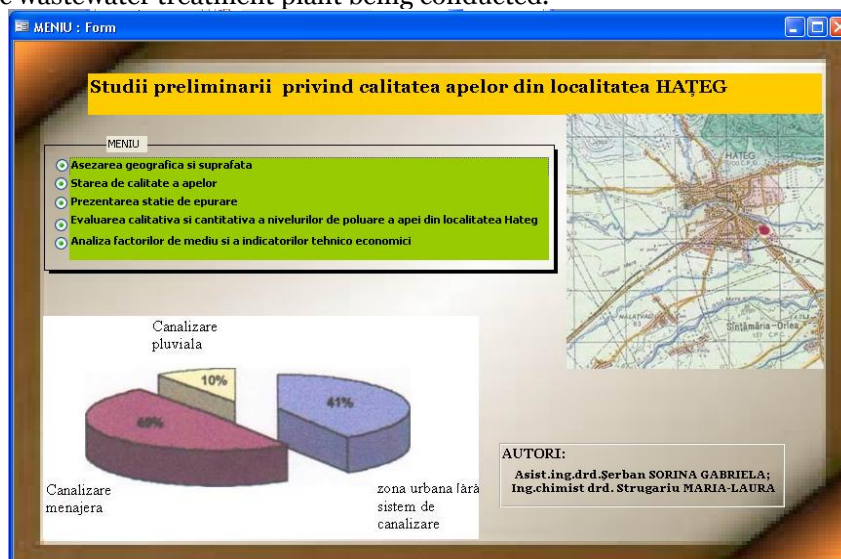 e wastewater treatment plant being conducted.
MENIU : Form
Studii preliminarii privind calitatea apelor din localitatea HAȚEG
MENIU
Asezarea geografica si suprafata
Starea de calitate a apelor
Prezentarea statie de epurare
Evaluarea calitativa si cantitativa a nivelurilor de poluare a apei din localitatea Hateg
Analiza factorilor de mediu si a indicatorilor tehnico economici
HATEG
Sîntămăria-Orlea
Canalizare
pluviala
10%
41%
Canalizare
menajera
zona urbana fără
sistem de
canalizare
AUTORI:
Asist.ing.drd.Şerban SORINA GABRIELA;
Ing.chimist drd. Strugariu MARIA-LAURA